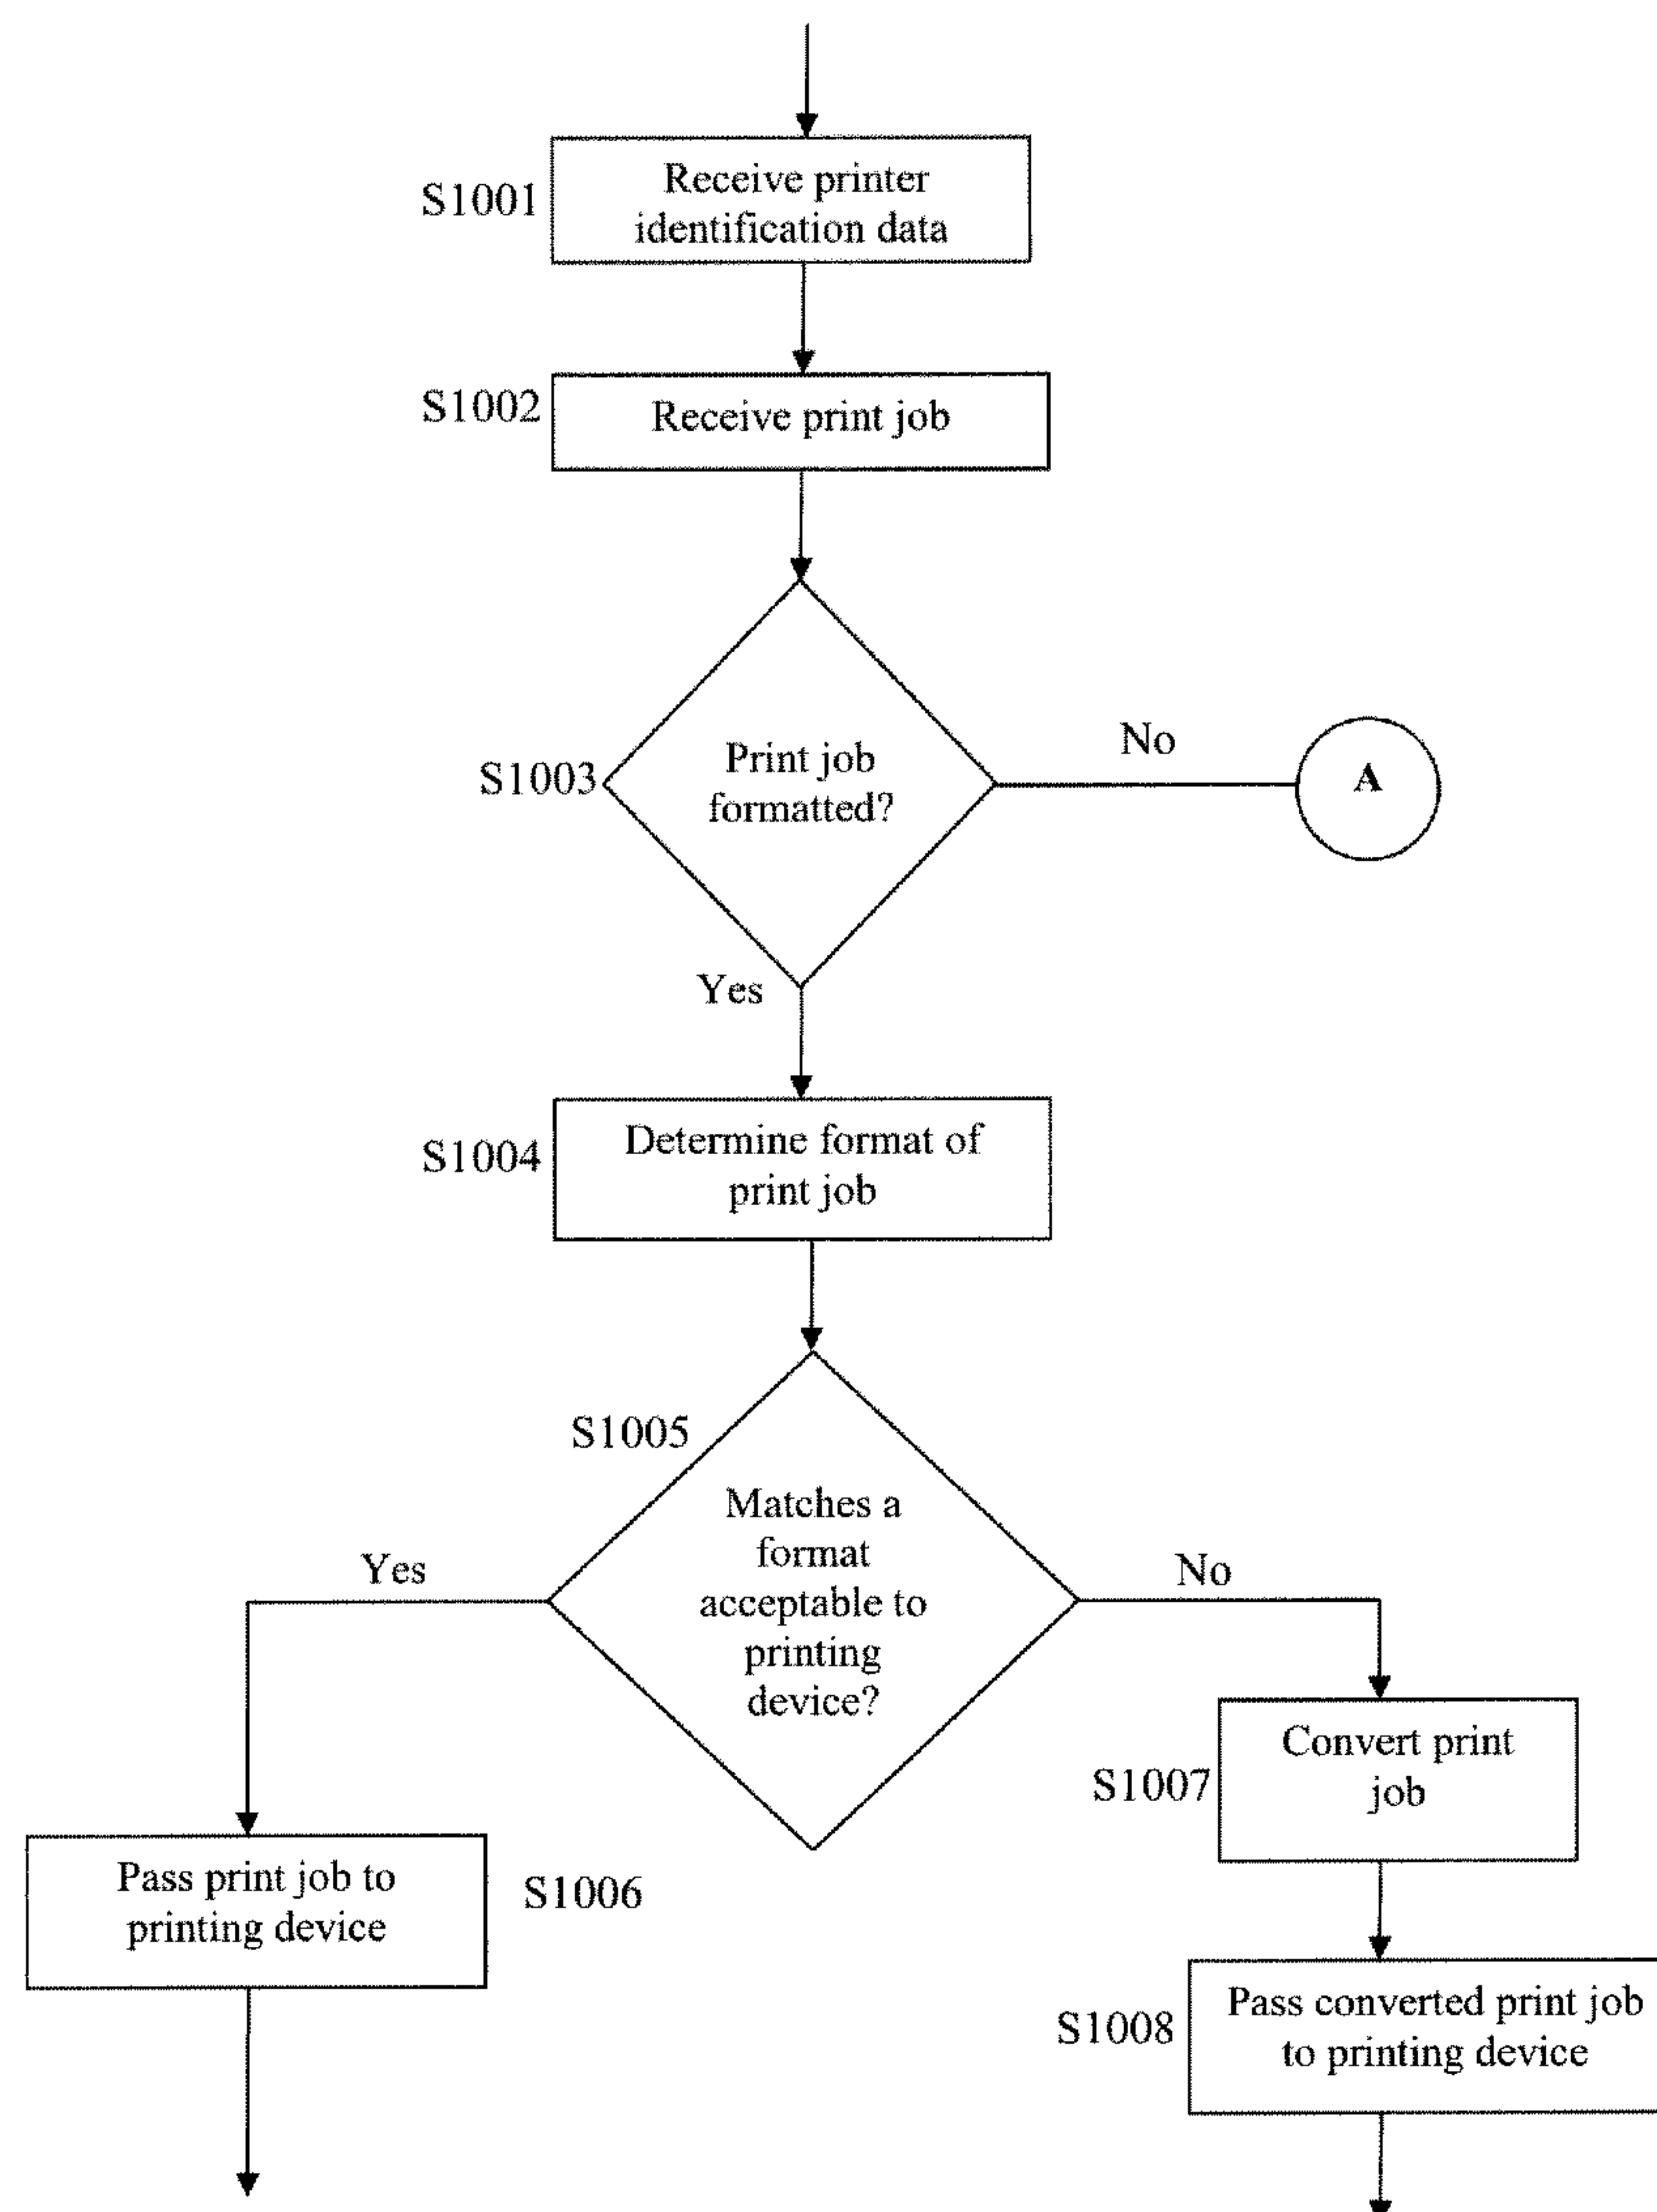 S1001
Receive printer
identification data
S1002
Receive print job
S1003
Print job
formatted?
No
A
Yes
S1004
Determine format of
print job
S1005
Matches a
format
acceptable to
printing
device?
Yes
No
Pass print job to
printing device
S1006
S1007
Convert print
job
S1008
Pass converted print job
to printing device